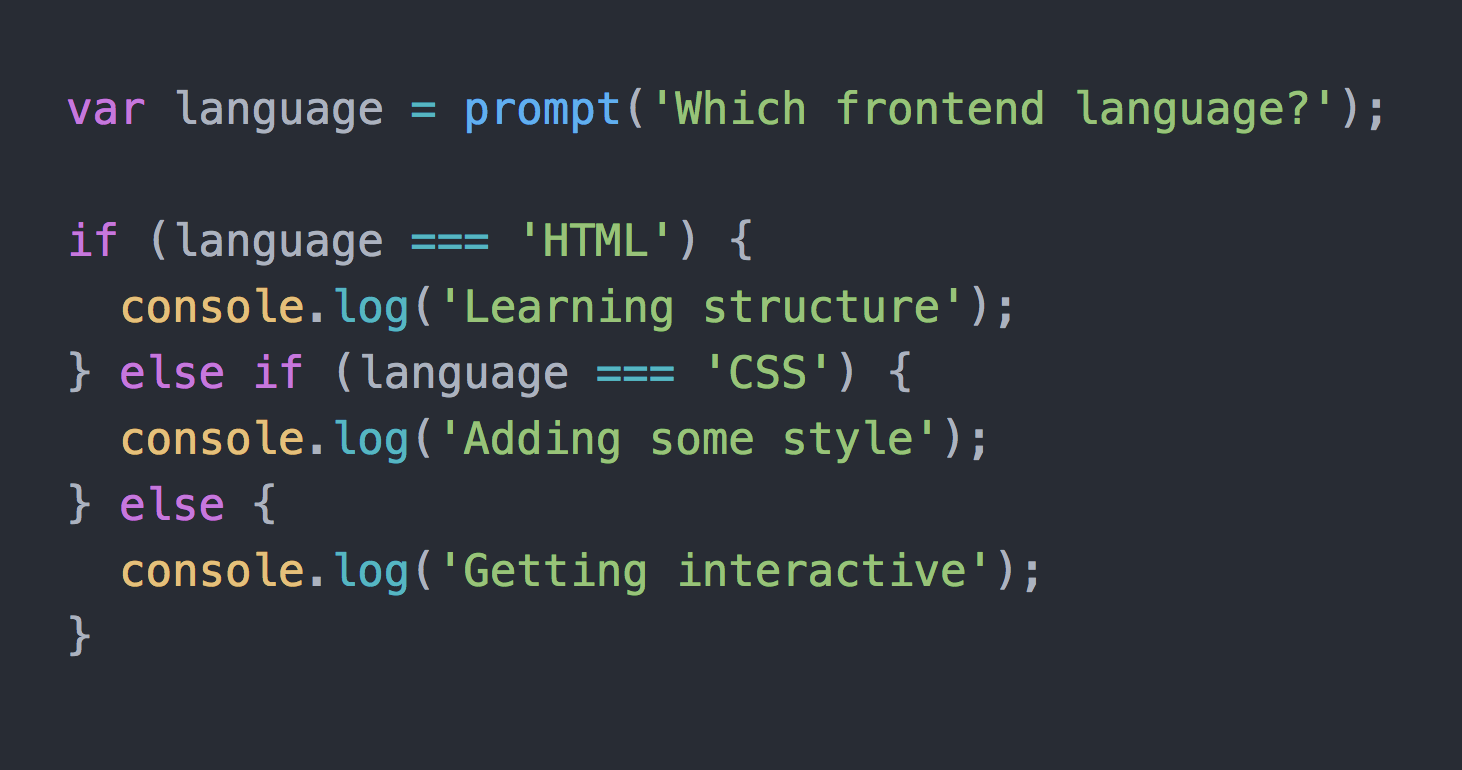 var language = prompt('Which frontend language?');
if (language === 'HTML') {
  console.log('Learning structure');
} else if (language === 'CSS') {
  console.log('Adding some style');
} else {
  console.log('Getting interactive');
}